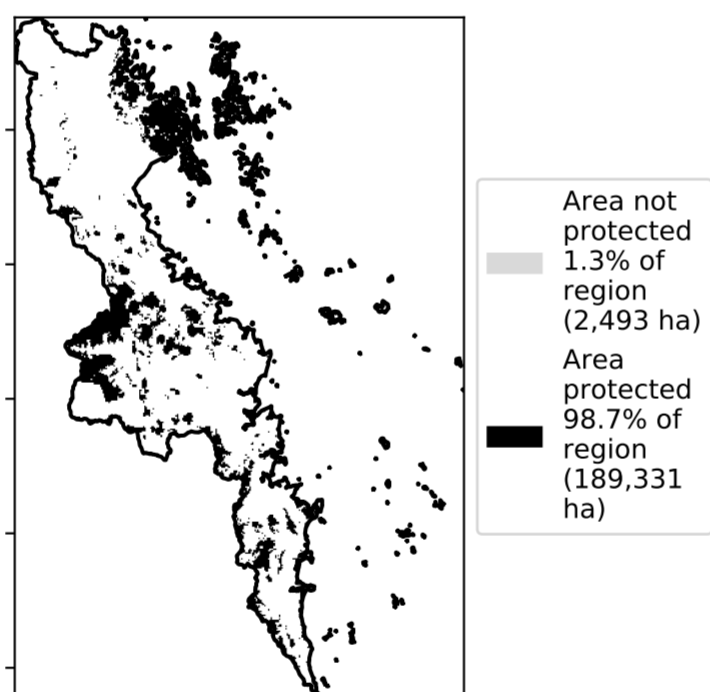 Area not
protected
1.3% of
region
(2,493 ha)
Area
protected
98.7% of
region
(189,331
ha)